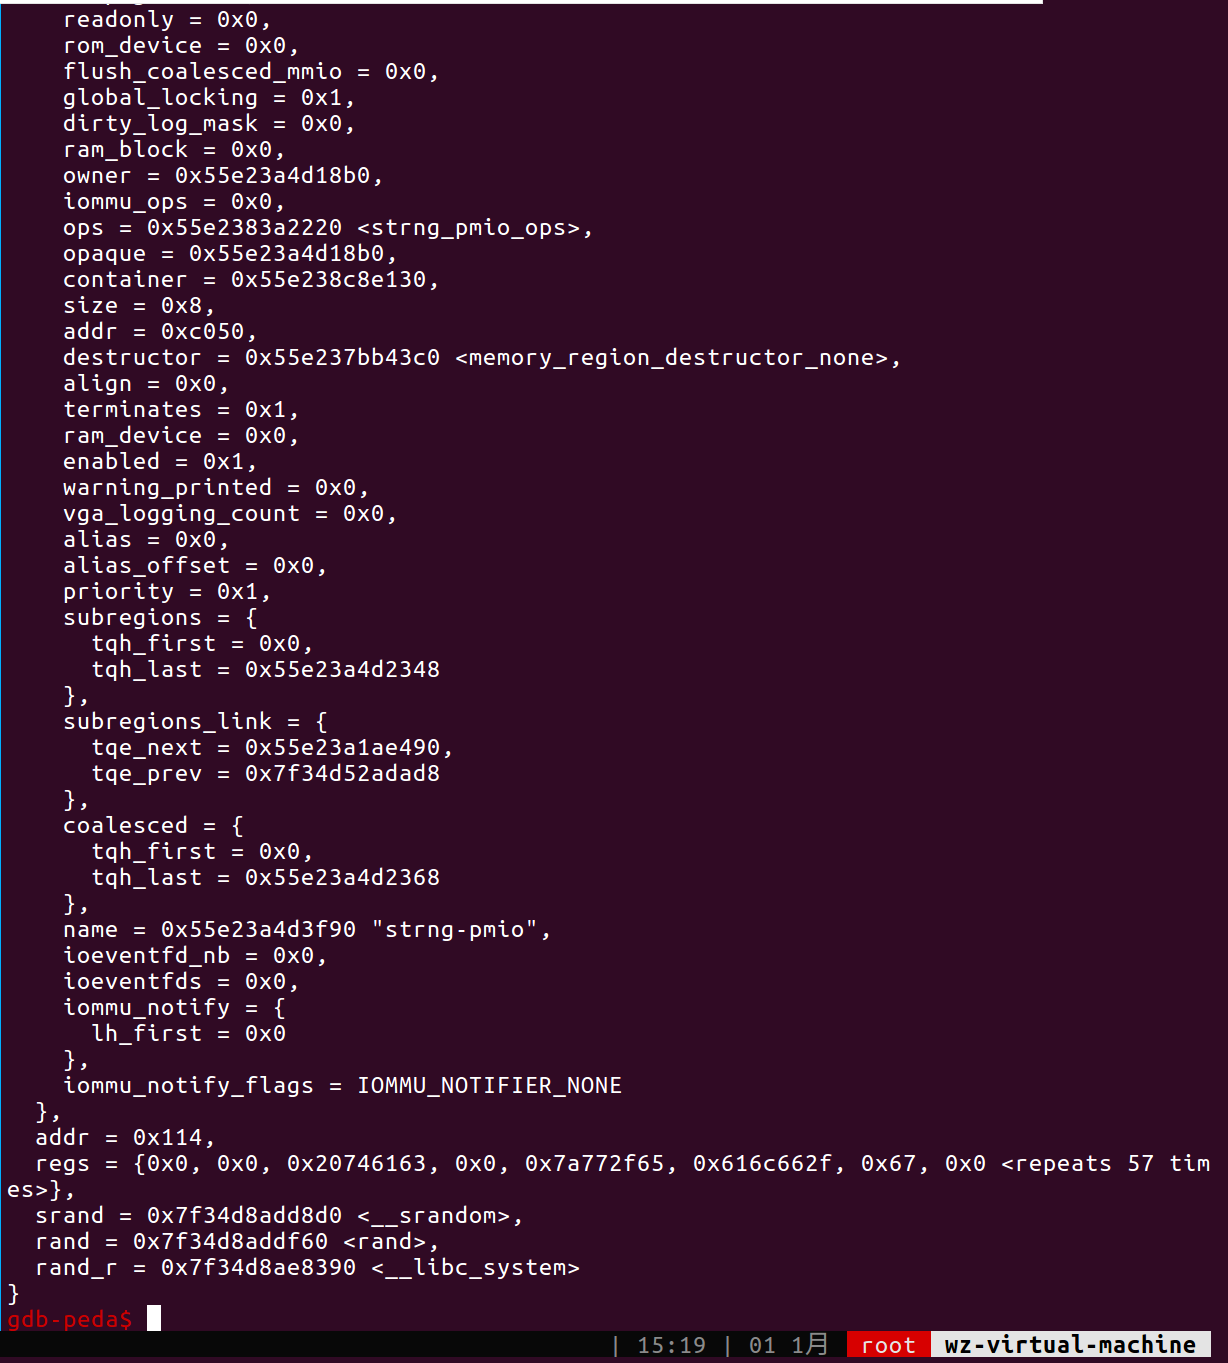 readonly = 0x0,
rom_device = 0x0,
flush_coalesced_mmio = 0x0,
global_locking = 0x1,
dirty_log_mask = 0x0,
ram_block = 0x0,
owner = 0x55e23a4d18b0,
iommu_ops = 0x0,
ops = 0x55e2383a2220 <strng_pmio_ops>,
opaque = 0x55e23a4d18b0,
container = 0x55e238c8e130,
size = 0x8,
addr = 0xc050,
destructor = 0x55e237bb43c0 <memory_region_destructor_none>,
align = 0x0,
terminates = 0x1,
ram_device = 0x0,
enabled = 0x1,
warning_printed = 0x0,
vga_logging_count = 0x0,
alias = 0x0,
alias_offset = 0x0,
priority = 0x1,
subregions = {
tqh_first = 0x0,
tqh_last = 0x55e23a4d2348
},
subregions_link = {
tqe_next = 0x55e23a1ae490,
tqe_prev = 0x7f34d52adad8
},
coalesced = {
tqh_first = 0x0,
tqh_last = 0x55e23a4d2368
},
name = 0x55e23a4d3f90 "strng-pmio",
ioeventfd_nb = 0x0,
ioeventfds = 0x0,
iommu_notify = {
lh_first = 0x0
},
iommu_notify_flags = IOMMU_NOTIFIER_NONE
},
addr = 0x114,
regs = {0x0, 0x0, 0x20746163, 0x0, 0x7a772f65, 0x616c662f, 0x67, 0x0 <repeats 57 tim
es>},
srand = 0x7f34d8add8d0 <__srandom>,
rand = 0x7f34d8addf60 <rand>,
rand_r = 0x7f34d8ae8390 <__libc_system>
}
gdb-peda$
| 15:19 | 01 1月 root wz-virtual-machine